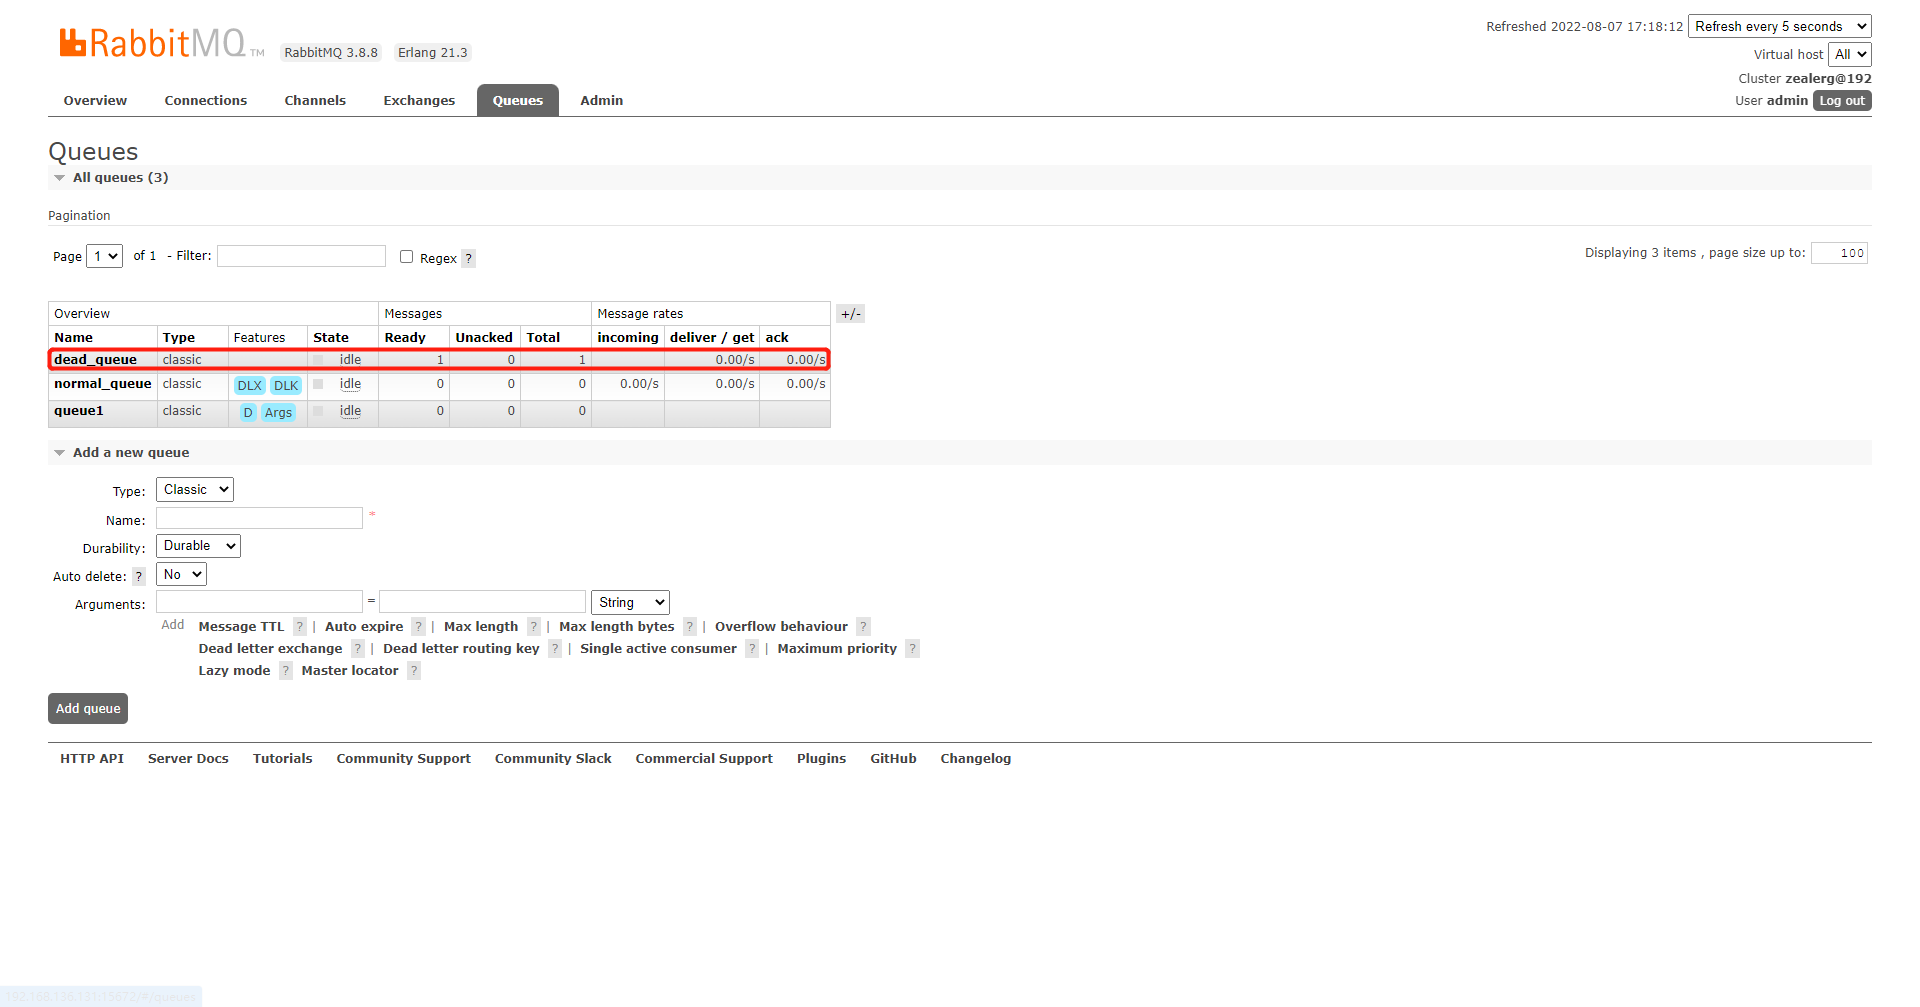 RabbitMQ TM RabbitMQ 3.8.8 Erlang 21.3
Refreshed 2022-08-07 17:18:12 Refresh every 5 seconds
Virtual host All
Cluster zealerg@192
User admin Log out
Overview Connections Channels Exchanges Queues Admin
Queues
All queues (3)
Pagination
Page 1 of 1 - Filter: Regex ? Displaying 3 items , page size up to: 100
Overview Messages Message rates +/-
Name Type Features State Ready Unacked Total incoming deliver / get ack
dead_queue classic idle 1 0 1 0.00/s 0.00/s
normal_queue classic DLX DLK idle 0 0 0 0.00/s 0.00/s 0.00/s
queue1 classic D Args idle 0 0 0
Add a new queue
Type: Classic
Name: *
Durability: Durable
Auto delete: ? No
Arguments: = String
Add Message TTL ? | Auto expire ? | Max length ? | Max length bytes ? | Overflow behaviour ?
Dead letter exchange ? | Dead letter routing key ? | Single active consumer ? | Maximum priority ?
Lazy mode ? Master locator ?
Add queue
HTTP API Server Docs Tutorials Community Support Community Slack Commercial Support Plugins GitHub Changelog